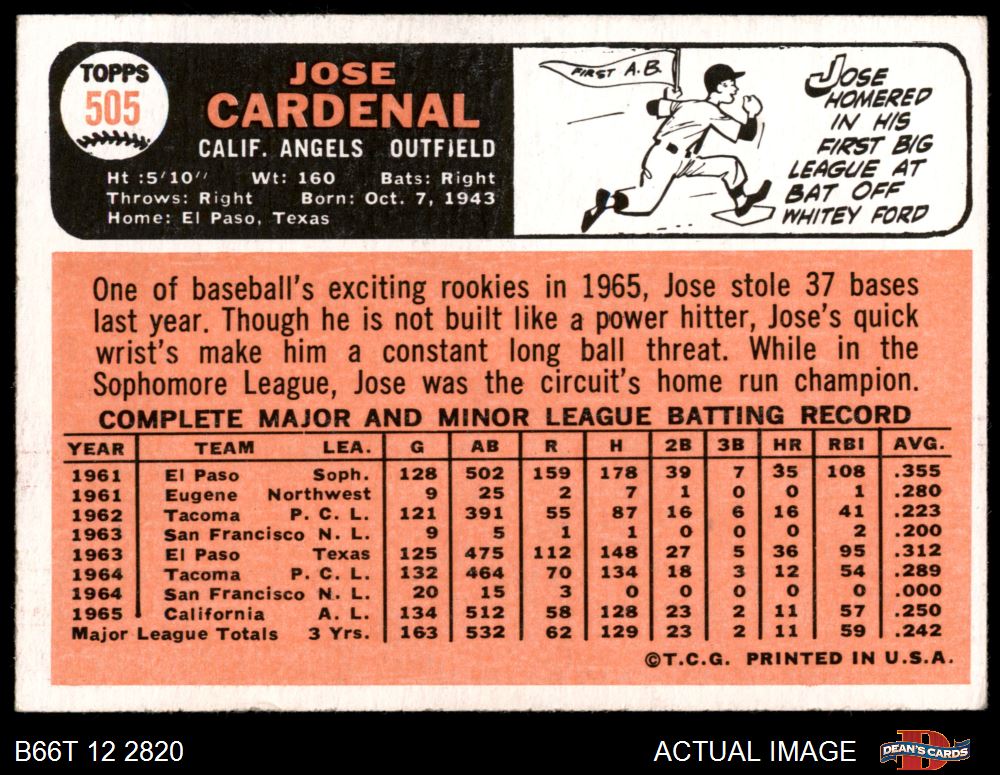 TOPPS
505
JOSE
CARDENAL
CALIF. ANGELS OUTFIELD
Ht :5'10" Wt: 160 Bats: Right
Throws: Right Born: Oct. 7, 1943
Home: El Paso, Texas
FIRST A.B.
JOSE
HOMERED
IN HIS
FIRST BIG
LEAGUE AT
BAT OFF
WHITEY FORD
One of baseball's exciting rookies in 1965, Jose stole 37 bases
last year. Though he is not built like a power hitter, Jose's quick
wrist's make him a constant long ball threat. While in the
Sophomore League, Jose was the circuit's home run champion.
COMPLETE MAJOR AND MINOR LEAGUE BATTING RECORD
YEAR TEAM LEA. G AB R H 2B 3B HR RBI AVG.
1961 El Paso Soph. 128 502 159 178 39 7 35 108 .355
1961 Eugene Northwest 9 25 2 7 1 0 0 1 .280
1962 Tacoma P. C. L. 121 391 55 87 16 6 16 41 .223
1963 San Francisco N. L. 9 5 1 1 0 0 0 2 .200
1963 El Paso Texas 125 475 112 148 27 5 36 95 .312
1964 Tacoma P. C. L. 132 464 70 134 18 3 12 54 .289
1964 San Francisco N. L. 20 15 3 0 0 0 0 0 .000
1965 California A. L. 134 512 58 128 23 2 11 57 .250
Major League Totals 3 Yrs. 163 532 62 129 23 2 11 59 .242
©T.C.G. PRINTED IN U.S.A.
B66T 12 2820 ACTUAL IMAGE
DEAN'S CARDS